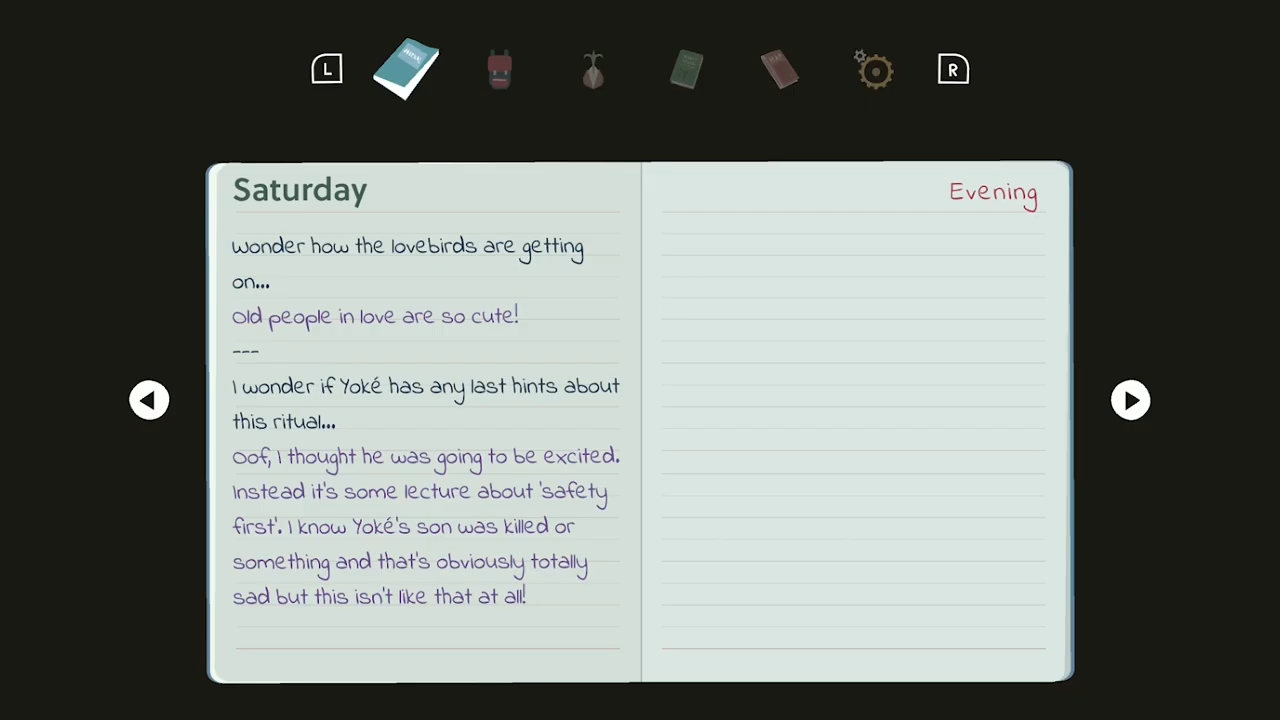 L
R
Saturday
Evening
Wonder how the lovebirds are getting
on...
Old people in love are so cute!
---
I wonder if Yoké has any last hints about
this ritual...
Oof, I thought he was going to be excited.
Instead it's some lecture about 'safety
first'. I know Yoké's son was killed or
something and that's obviously totally
sad but this isn't like that at all!